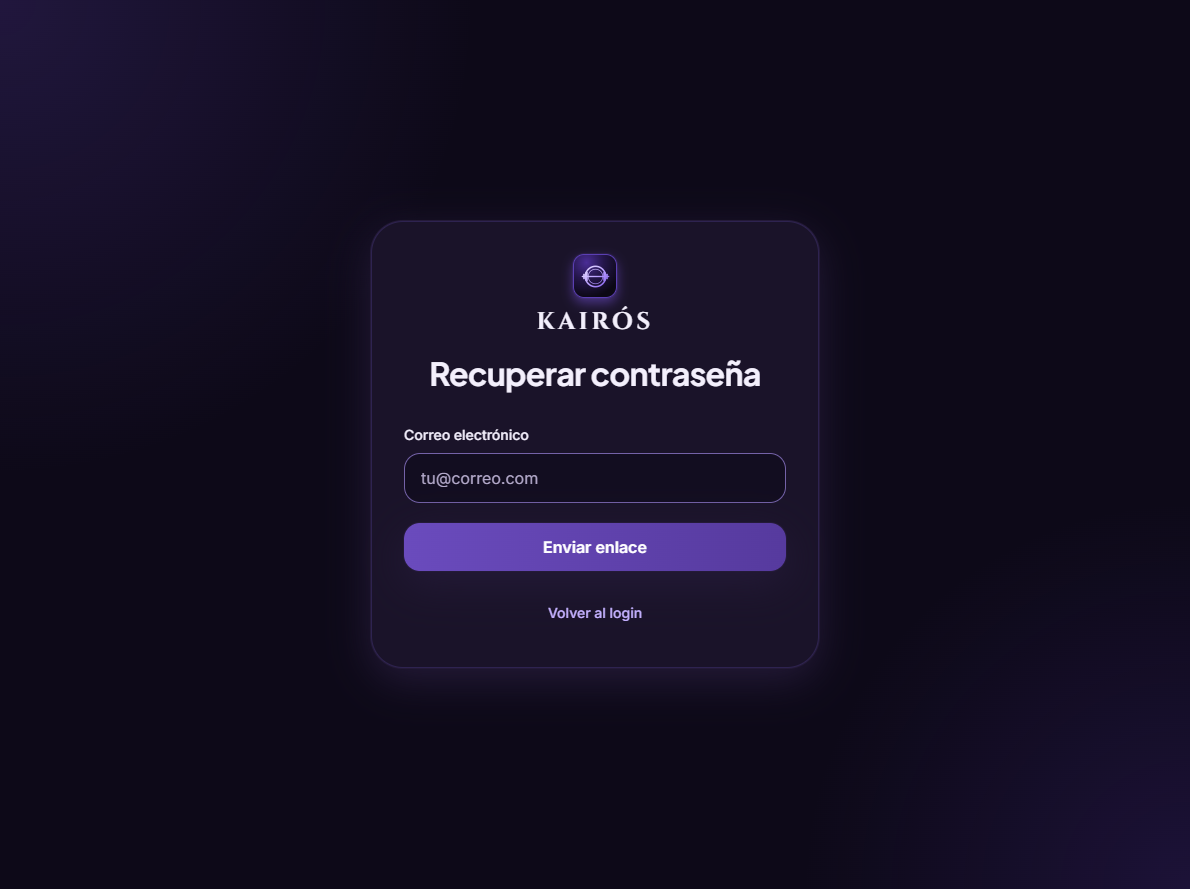 KAIRÓS
Recuperar contraseña
Correo electrónico
tu@correo.com
Enviar enlace
Volver al login